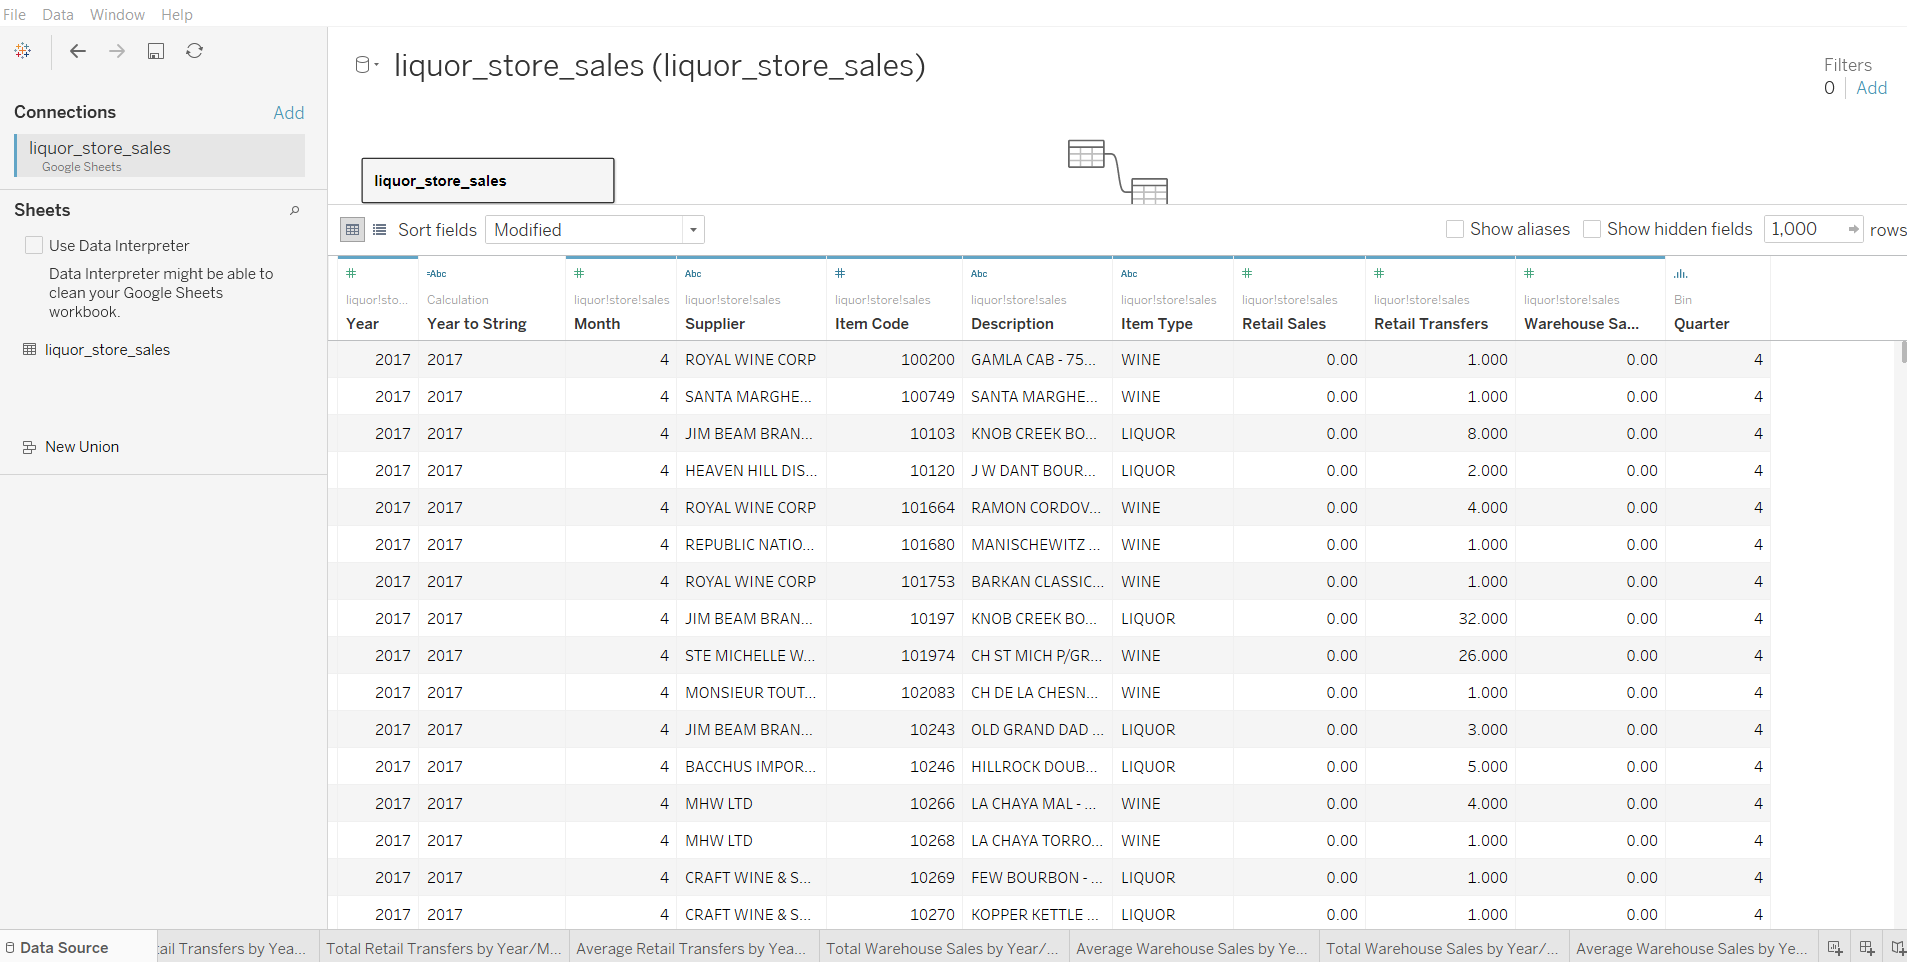 File Data Window Help
liquor_store_sales (liquor_store_sales)
Filters
0 Add
Connections Add
liquor_store_sales
Google Sheets
liquor_store_sales
Sheets
Use Data Interpreter
Data Interpreter might be able to
clean your Google Sheets
workbook.
liquor_store_sales
New Union
Sort fields Modified Show aliases Show hidden fields 1,000 rows
# =Abc # Abc # Abc Abc # # #
liquor!sto... Calculation liquor!store!sales liquor!store!sales liquor!store!sales liquor!store!sales liquor!store!sales liquor!store!sales liquor!store!sales liquor!store!sales Bin
Year Year to String Month Supplier Item Code Description Item Type Retail Sales Retail Transfers Warehouse Sa... Quarter
2017 2017 4 ROYAL WINE CORP 100200 GAMLA CAB - 75... WINE 0.00 1.000 0.00 4
2017 2017 4 SANTA MARGHE... 100749 SANTA MARGHE... WINE 0.00 1.000 0.00 4
2017 2017 4 JIM BEAM BRAN... 10103 KNOB CREEK BO... LIQUOR 0.00 8.000 0.00 4
2017 2017 4 HEAVEN HILL DIS... 10120 J W DANT BOUR... LIQUOR 0.00 2.000 0.00 4
2017 2017 4 ROYAL WINE CORP 101664 RAMON CORDOV... WINE 0.00 4.000 0.00 4
2017 2017 4 REPUBLIC NATIO... 101680 MANISCHEWITZ ... WINE 0.00 1.000 0.00 4
2017 2017 4 ROYAL WINE CORP 101753 BARKAN CLASSIC... WINE 0.00 1.000 0.00 4
2017 2017 4 JIM BEAM BRAN... 10197 KNOB CREEK BO... LIQUOR 0.00 32.000 0.00 4
2017 2017 4 STE MICHELLE W... 101974 CH ST MICH P/GR... WINE 0.00 26.000 0.00 4
2017 2017 4 MONSIEUR TOUT... 102083 CH DE LA CHESN... WINE 0.00 1.000 0.00 4
2017 2017 4 JIM BEAM BRAN... 10243 OLD GRAND DAD ... LIQUOR 0.00 3.000 0.00 4
2017 2017 4 BACCHUS IMPOR... 10246 HILLROCK DOUB... LIQUOR 0.00 5.000 0.00 4
2017 2017 4 MHW LTD 10266 LA CHAYA MAL - ... WINE 0.00 4.000 0.00 4
2017 2017 4 MHW LTD 10268 LA CHAYA TORRO... WINE 0.00 1.000 0.00 4
2017 2017 4 CRAFT WINE & S... 10269 FEW BOURBON - ... LIQUOR 0.00 1.000 0.00 4
2017 2017 4 CRAFT WINE & S... 10270 KOPPER KETTLE ... LIQUOR 0.00 1.000 0.00 4
Data Source tail Transfers by Yea... Total Retail Transfers by Year/M... Average Retail Transfers by Yea... Total Warehouse Sales by Year/... Average Warehouse Sales by Ye... Total Warehouse Sales by Year/... Average Warehouse Sales by Ye...